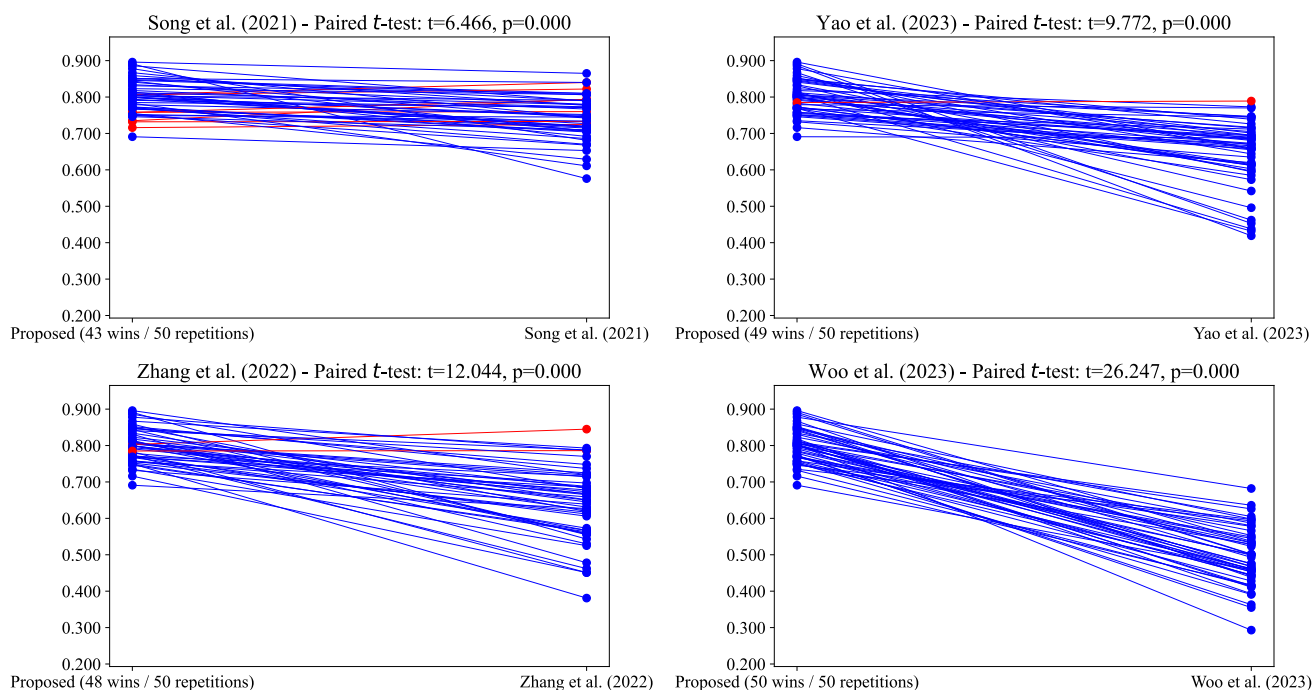 Song et al. (2021) - Paired t-test: t=6.466, p=0.000
0.900
0.800
0.700
0.600
0.500
0.400
0.300
0.200
Proposed (43 wins / 50 repetitions)
Song et al. (2021)
Yao et al. (2023) - Paired t-test: t=9.772, p=0.000
0.900
0.800
0.700
0.600
0.500
0.400
0.300
0.200
Proposed (49 wins / 50 repetitions)
Yao et al. (2023)
Zhang et al. (2022) - Paired t-test: t=12.044, p=0.000
0.900
0.800
0.700
0.600
0.500
0.400
0.300
0.200
Proposed (48 wins / 50 repetitions)
Zhang et al. (2022)
Woo et al. (2023) - Paired t-test: t=26.247, p=0.000
0.900
0.800
0.700
0.600
0.500
0.400
0.300
0.200
Proposed (50 wins / 50 repetitions)
Woo et al. (2023)